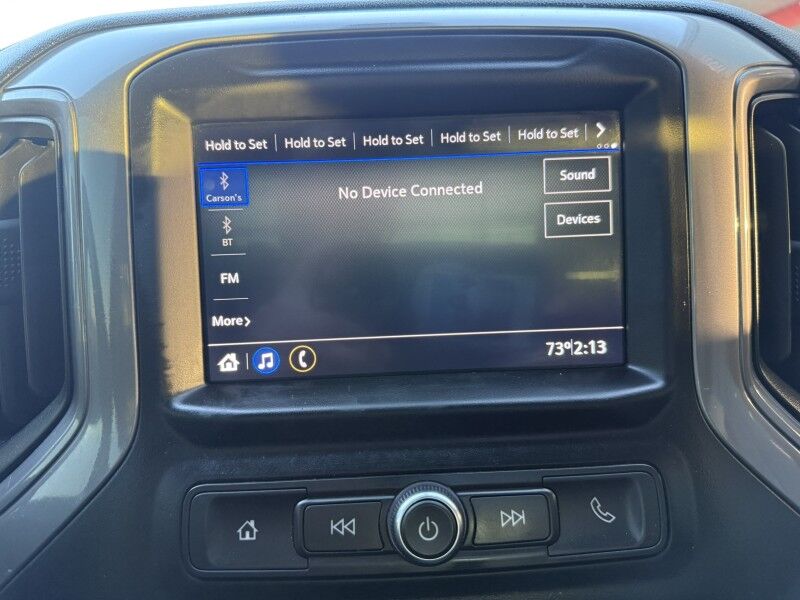 Hold to Set Hold to Set Hold to Set Hold to Set Hold to Set
Carson's
No Device Connected
Sound
BT
Devices
FM
More
73° 2:13